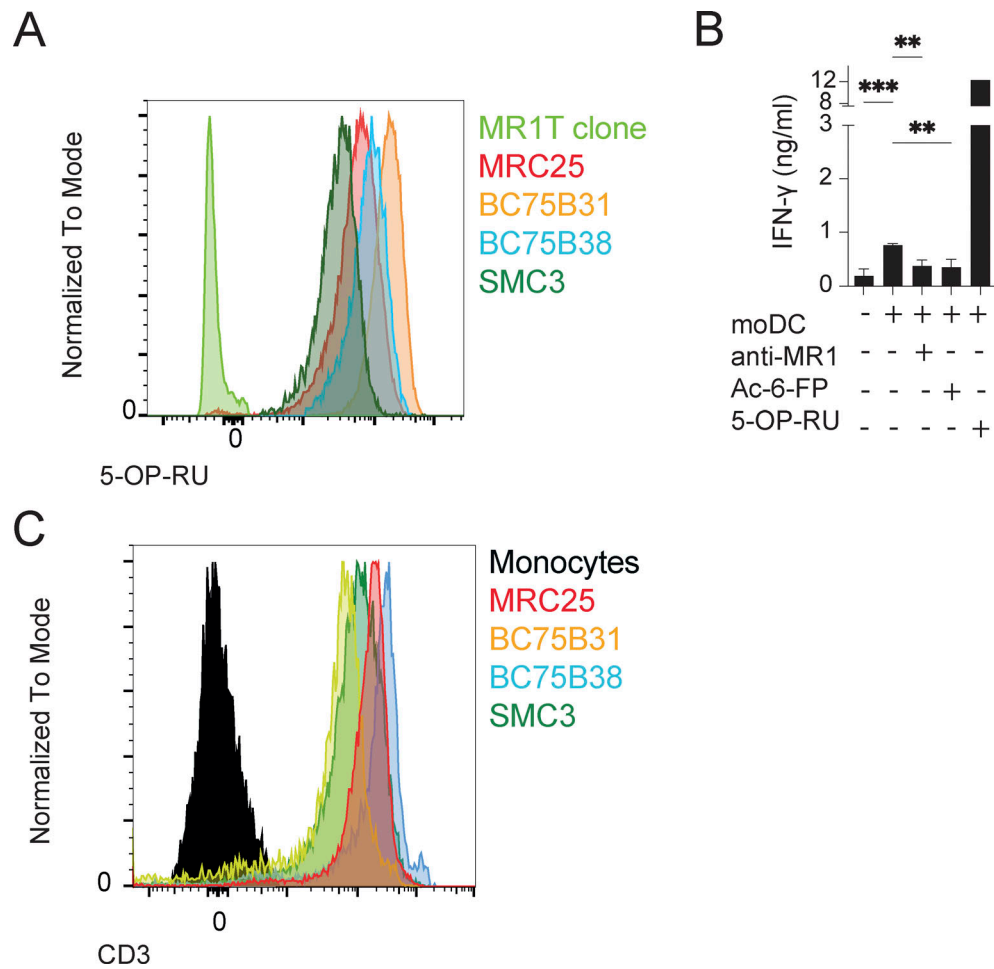 A
Normalized To Mode
0
0
5-OP-RU
MR1T clone
MRC25
BC75B31
BC75B38
SMC3
B
IFN-γ (ng/ml)
12
8
3
2
1
0
***
**
**
moDC - + + + +
anti-MR1 - - + - -
Ac-6-FP - - - + -
5-OP-RU - - - - +
C
Normalized To Mode
0
0
CD3
Monocytes
MRC25
BC75B31
BC75B38
SMC3